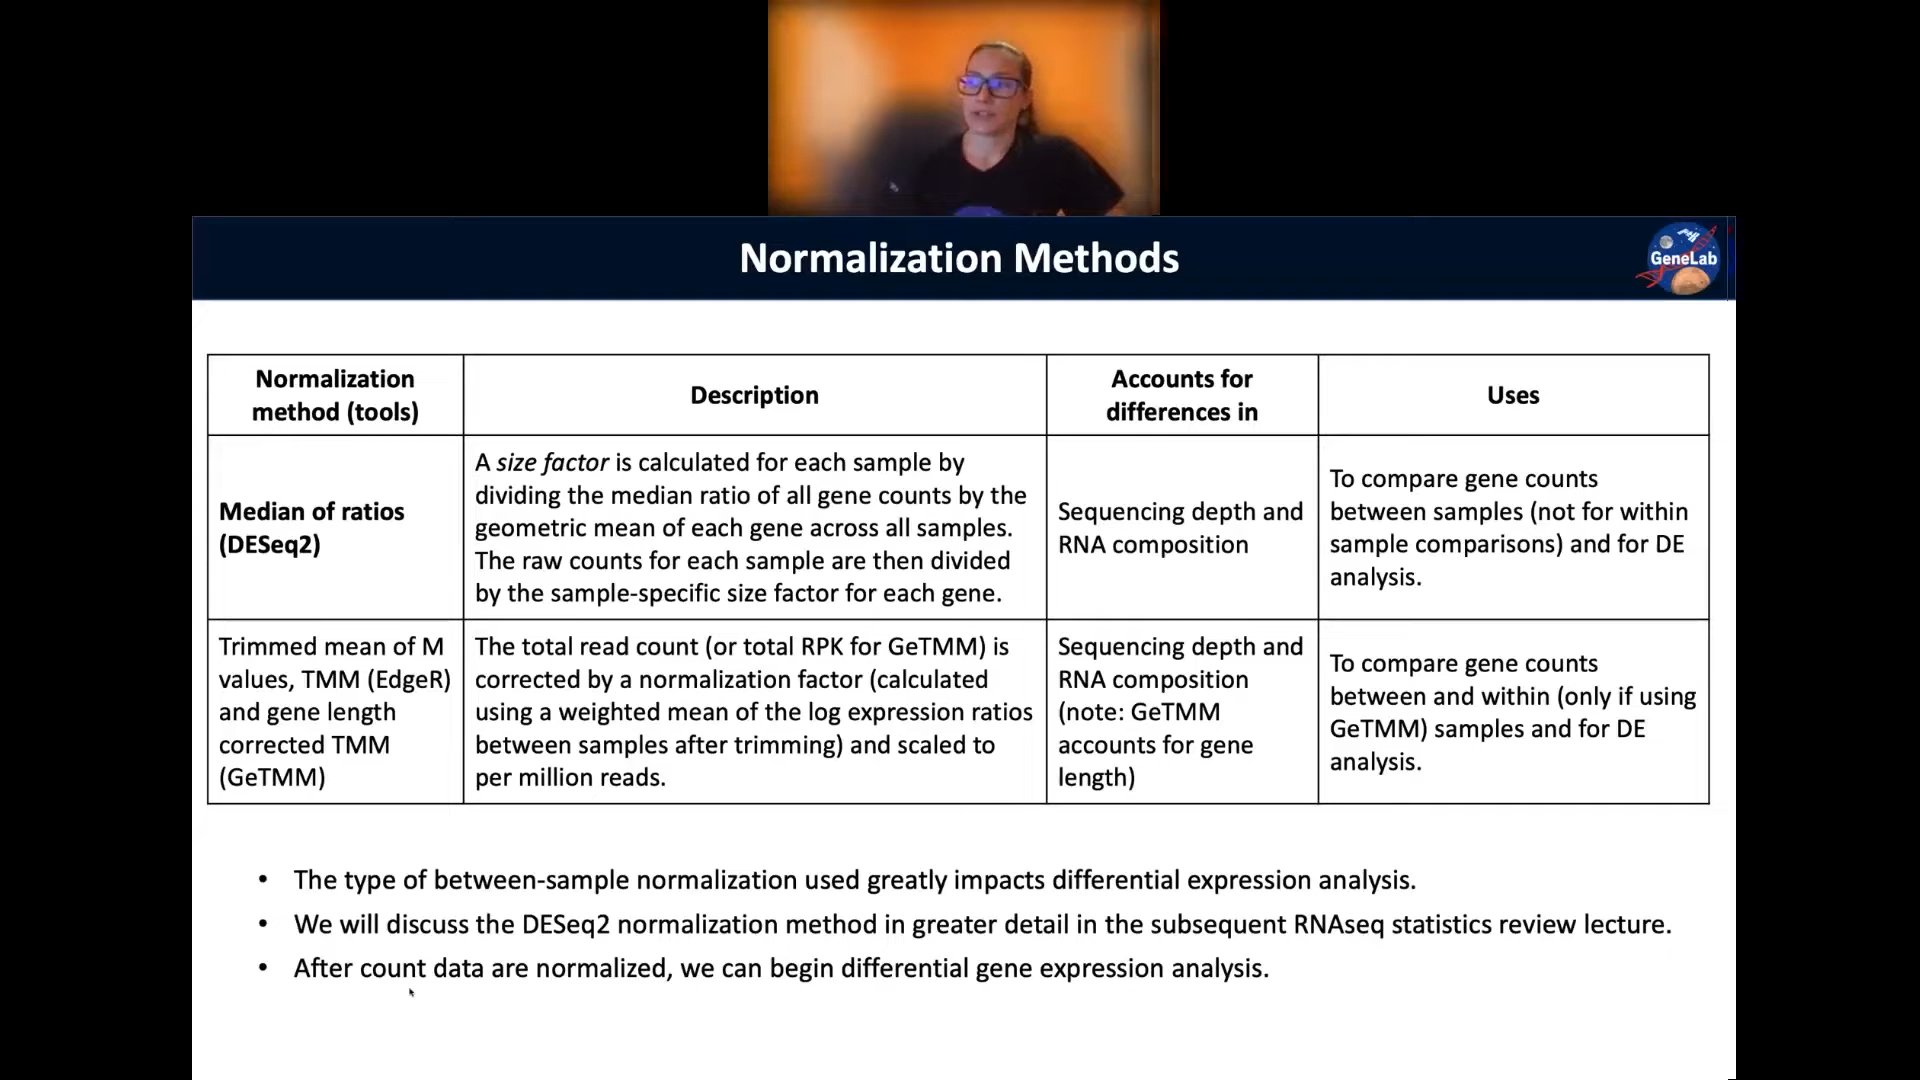 Normalization Methods
GeneLab
Normalization
method (tools)
Description
Accounts for
differences in
Uses
Median of ratios
(DESeq2)
A size factor is calculated for each sample by
dividing the median ratio of all gene counts by the
geometric mean of each gene across all samples.
The raw counts for each sample are then divided
by the sample-specific size factor for each gene.
Sequencing depth and
RNA composition
To compare gene counts
between samples (not for within
sample comparisons) and for DE
analysis.
Trimmed mean of M
values, TMM (EdgeR)
and gene length
corrected TMM
(GeTMM)
The total read count (or total RPK for GeTMM) is
corrected by a normalization factor (calculated
using a weighted mean of the log expression ratios
between samples after trimming) and scaled to
per million reads.
Sequencing depth and
RNA composition
(note: GeTMM
accounts for gene
length)
To compare gene counts
between and within (only if using
GeTMM) samples and for DE
analysis.
• The type of between-sample normalization used greatly impacts differential expression analysis.
• We will discuss the DESeq2 normalization method in greater detail in the subsequent RNAseq statistics review lecture.
• After count data are normalized, we can begin differential gene expression analysis.